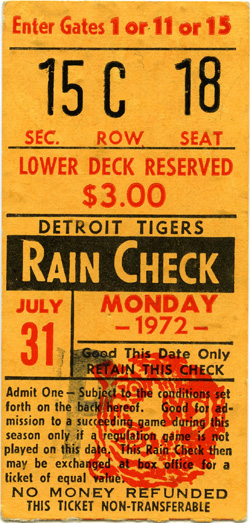 Enter Gates 1 or 11 or 15
15 C 18
SEC. ROW SEAT
LOWER DECK RESERVED
$3.00
DETROIT TIGERS
RAIN CHECK
JULY 31
MONDAY
—1972—
Good This Date Only
RETAIN THIS CHECK
Admit One — Subject to the conditions set
forth on the back hereof. Good for ad-
mission to a succeeding game during this
season only if a regulation game is not
played on this date. This Rain Check then
may be exchanged at box office for a
ticket of equal value.
NO MONEY REFUNDED
THIS TICKET NON-TRANSFERABLE